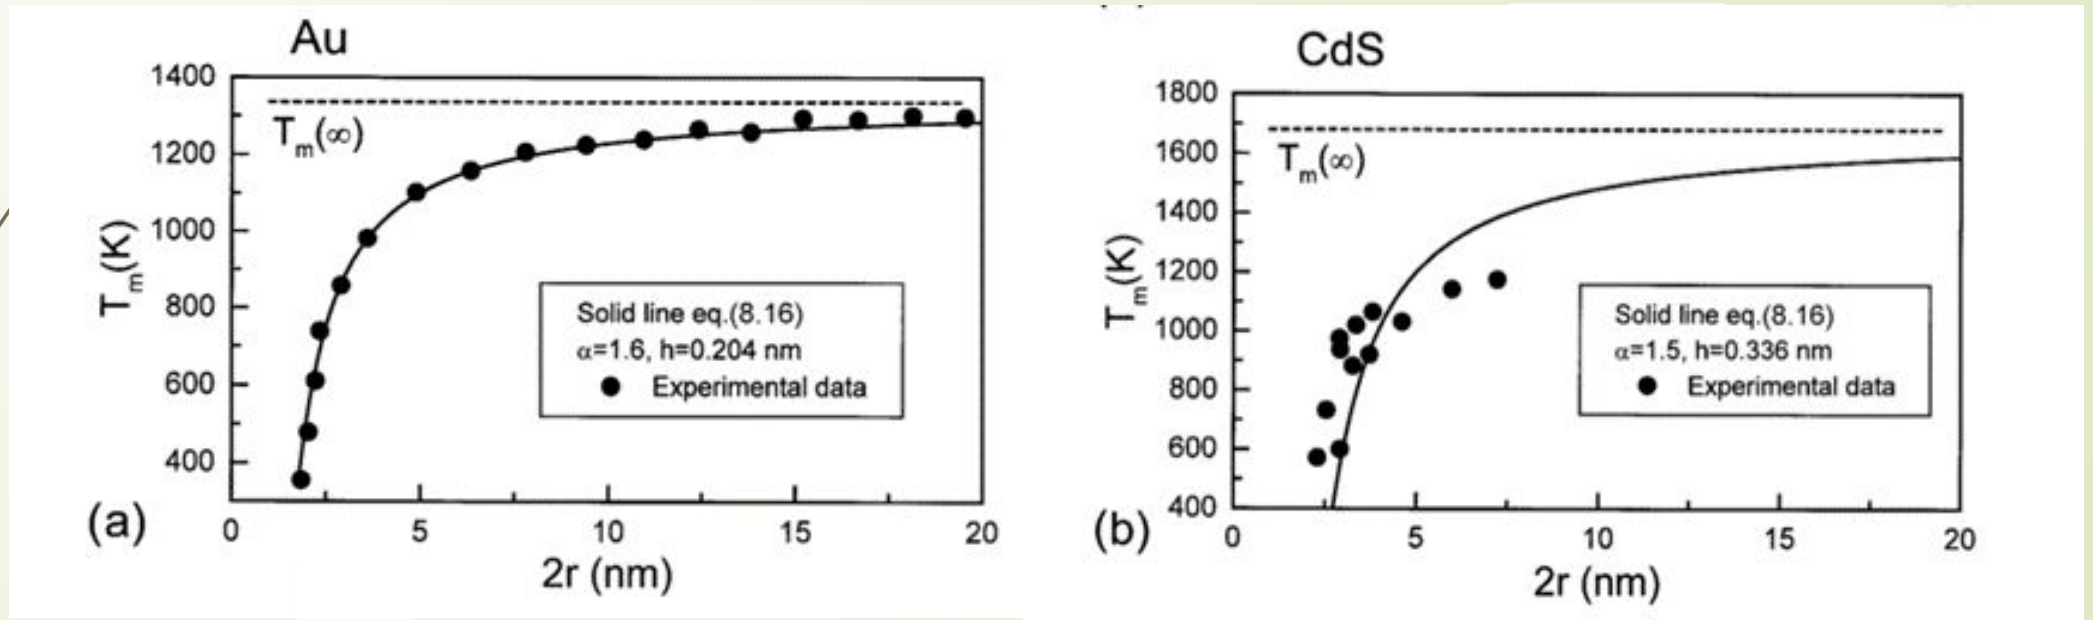 Au
1400
1200
1000
800
600
400
T_m(K)
T_m(∞)
Solid line eq.(8.16)
α=1.6, h=0.204 nm
Experimental data
(a)
0 5 10 15 20
2r (nm)
CdS
1800
1600
1400
1200
1000
800
600
400
T_m(K)
T_m(∞)
Solid line eq.(8.16)
α=1.5, h=0.336 nm
Experimental data
(b)
0 5 10 15 20
2r (nm)